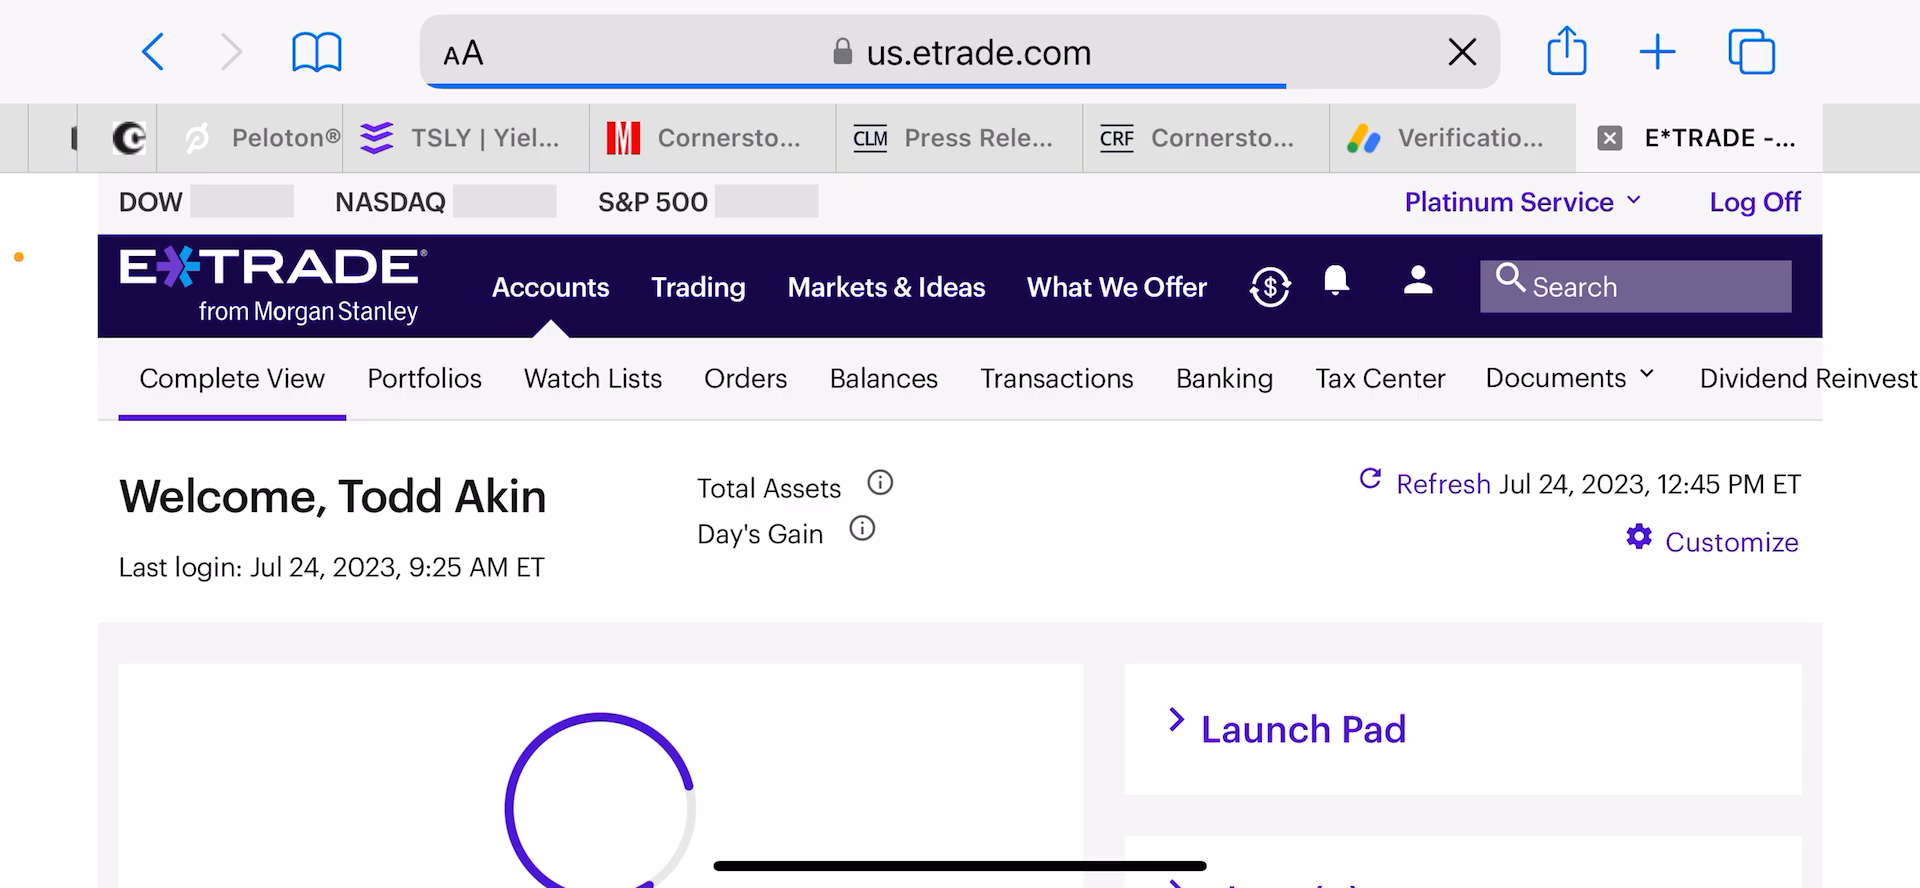 AA us.etrade.com
Peloton® TSLY | Yiel... M Cornersto... CLM Press Rele... CRF Cornersto... Verificatio... E*TRADE -...
DOW NASDAQ S&P 500 Platinum Service Log Off
E*TRADE®
from Morgan Stanley
Accounts Trading Markets & Ideas What We Offer $ Search
Complete View Portfolios Watch Lists Orders Balances Transactions Banking Tax Center Documents Dividend Reinvest
Welcome, Todd Akin
Last login: Jul 24, 2023, 9:25 AM ET
Total Assets
Day's Gain
Refresh Jul 24, 2023, 12:45 PM ET
Customize
Launch Pad